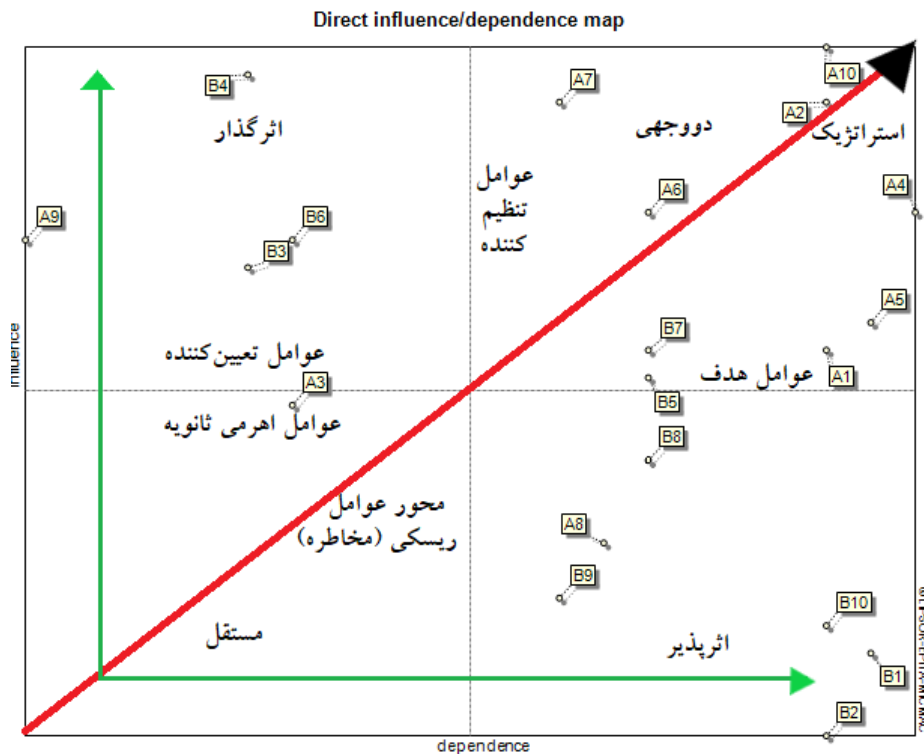 Direct influence/dependence map
B4
A7
A10
A2
اثرگذار
دووجهی
استراتژیک
عوامل
تنظیم
کننده
A9
B6
A6
A4
B3
A5
B7
influence
عوامل تعیین‌کننده
A3
عوامل هدف
A1
عوامل اهرمی ثانویه
B5
B8
محور عوامل
ریسکی (مخاطره)
A8
B9
B10
مستقل
اثرپذیر
B1
B2
dependence